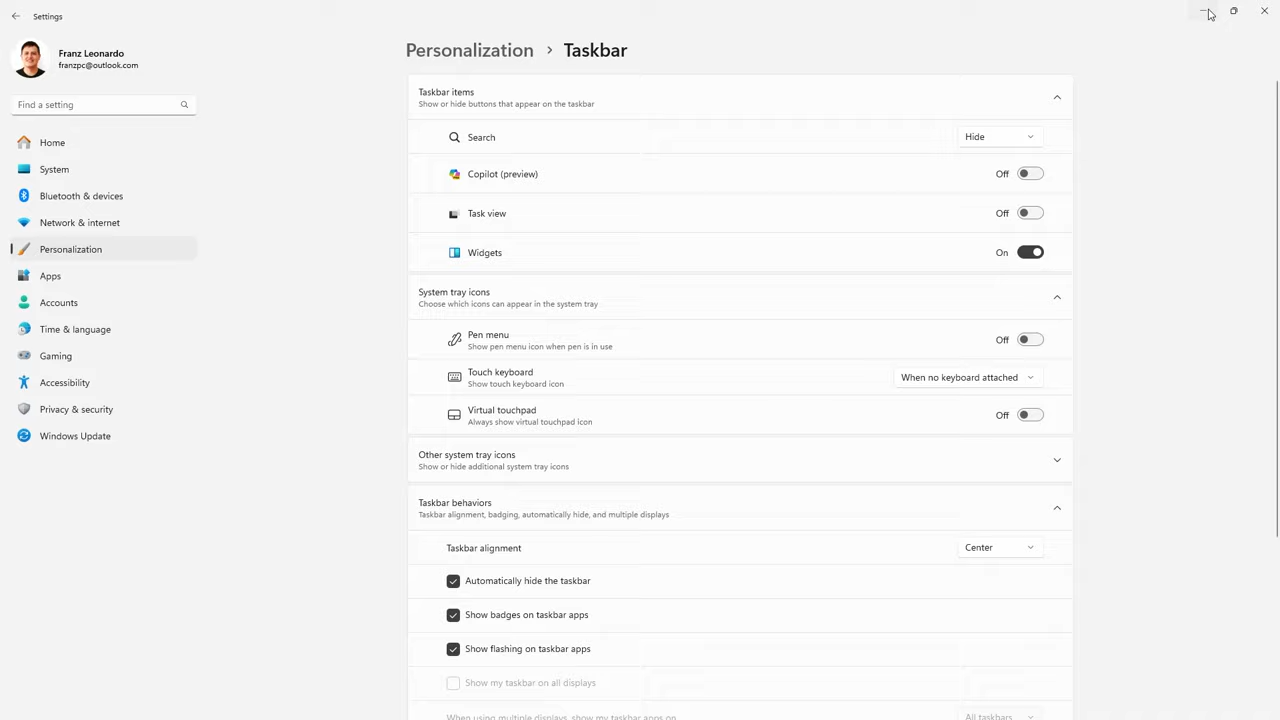 Settings
Franz Leonardo
franzpc@outlook.com
Find a setting
Home
System
Bluetooth & devices
Network & internet
Personalization
Apps
Accounts
Time & language
Gaming
Accessibility
Privacy & security
Windows Update
Personalization > Taskbar
Taskbar items
Show or hide buttons that appear on the taskbar
Search Hide
Copilot (preview) Off
Task view Off
Widgets On
System tray icons
Choose which icons can appear in the system tray
Pen menu
Show pen menu icon when pen is in use
Off
Touch keyboard
Show touch keyboard icon
When no keyboard attached
Virtual touchpad
Always show virtual touchpad icon
Off
Other system tray icons
Show or hide additional system tray icons
Taskbar behaviors
Taskbar alignment, badging, automatically hide, and multiple displays
Taskbar alignment Center
Automatically hide the taskbar
Show badges on taskbar apps
Show flashing on taskbar apps
Show my taskbar on all displays
When using multiple displays, show my taskbar apps on All taskbars